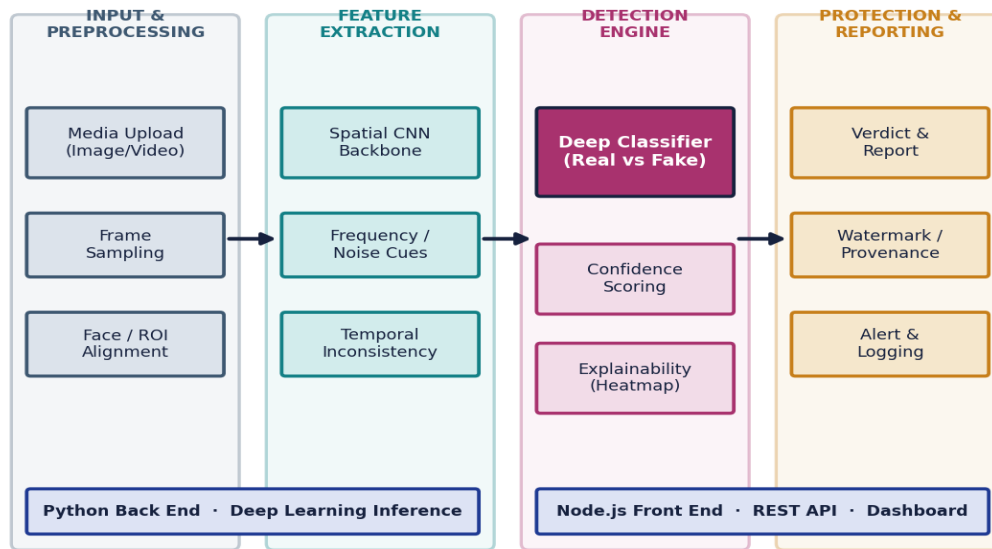 INPUT &
PREPROCESSING
Media Upload
(Image/Video)
Frame
Sampling
Face / ROI
Alignment
FEATURE
EXTRACTION
Spatial CNN
Backbone
Frequency /
Noise Cues
Temporal
Inconsistency
DETECTION
ENGINE
Deep Classifier
(Real vs Fake)
Confidence
Scoring
Explainability
(Heatmap)
PROTECTION &
REPORTING
Verdict &
Report
Watermark /
Provenance
Alert &
Logging
Python Back End · Deep Learning Inference
Node.js Front End · REST API · Dashboard